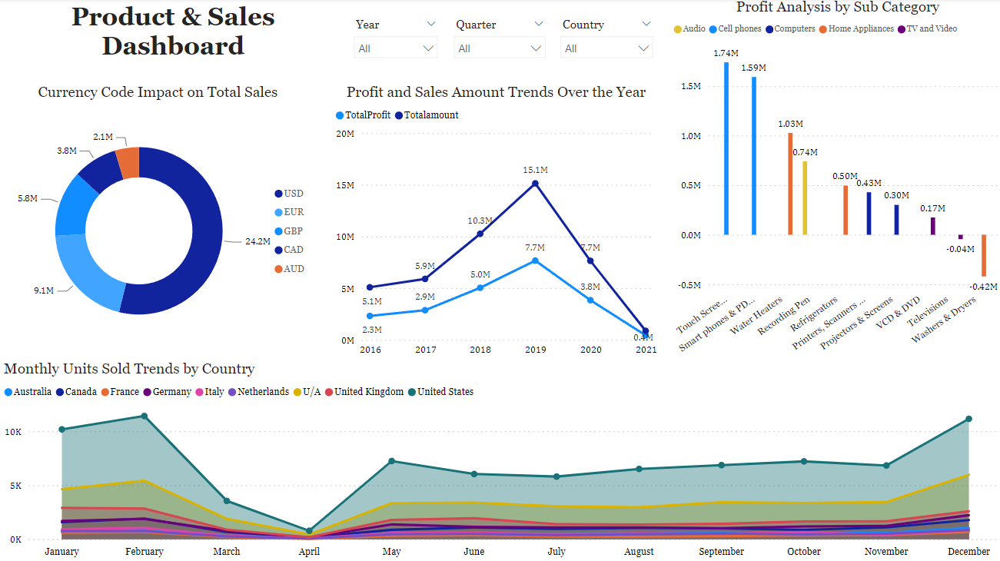 Product & Sales
Dashboard
Year
All
Quarter
All
Country
All
Currency Code Impact on Total Sales
2.1M
3.8M
5.8M
9.1M
24.2M
USD
EUR
GBP
CAD
AUD
Profit and Sales Amount Trends Over the Year
TotalProfit Totalamount
20M
15M
10M
5M
0M
15.1M
10.3M
7.7M
7.7M
5.9M
5.0M
5.1M
2.9M
3.8M
2.3M
0.4M
2016 2017 2018 2019 2020 2021
Profit Analysis by Sub Category
Audio Cell phones Computers Home Appliances TV and Video
1.5M
1.0M
0.5M
0.0M
-0.5M
1.74M
1.59M
1.03M
0.74M
0.50M
0.43M
0.30M
0.17M
-0.04M
-0.42M
Touch Scree...
Smart phones & PD...
Water Heaters
Recording Pen
Refrigerators
Printers, Scanners ...
Projectors & Screens
VCD & DVD
Televisions
Washers & Dryers
Monthly Units Sold Trends by Country
Australia Canada France Germany Italy Netherlands U/A United Kingdom United States
10K
5K
0K
January February March April May June July August September October November December